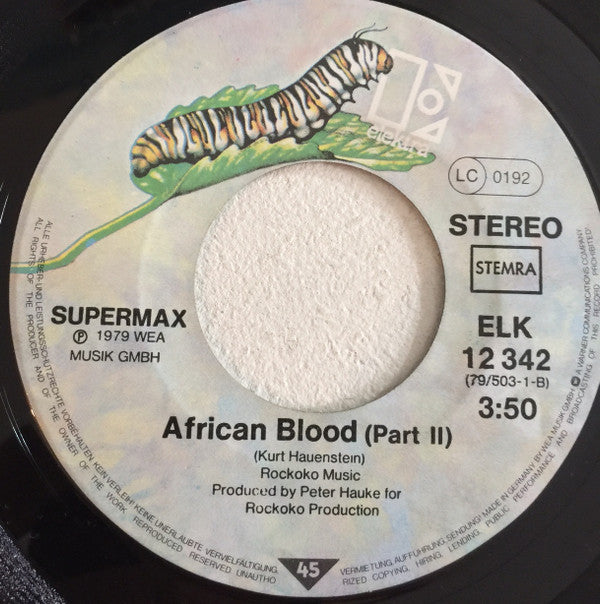 elektra
LC 0192
STEREO
STEMRA
SUPERMAX
℗ 1979 WEA
MUSIK GMBH
ELK
12 342
(79/503-1-B)
3:50
African Blood (Part II)
(Kurt Hauenstein)
Rockoko Music
Produced by Peter Hauke for
Rockoko Production
45
ALLE URHEBER- UND LEISTUNGSSCHUTZRECHTE VORBEHALTEN. KEIN VERLEIH! KEINE UNERLAUBTE VERVIELFÄLTIGUNG,
VERMIETUNG, AUFFÜHRUNG, SENDUNG! MADE IN GERMANY BY WEA MUSIK GMBH A WARNER COMMUNICATIONS COMPANY
ALL RIGHTS OF THE PRODUCER AND OF THE OWNER OF THE WORK REPRODUCED RESERVED UNAUTHO
RIZED COPYING, HIRING, LENDING, PUBLIC PERFORMANCE AND BROADCASTING OF THIS RECORD PROHIBITED!